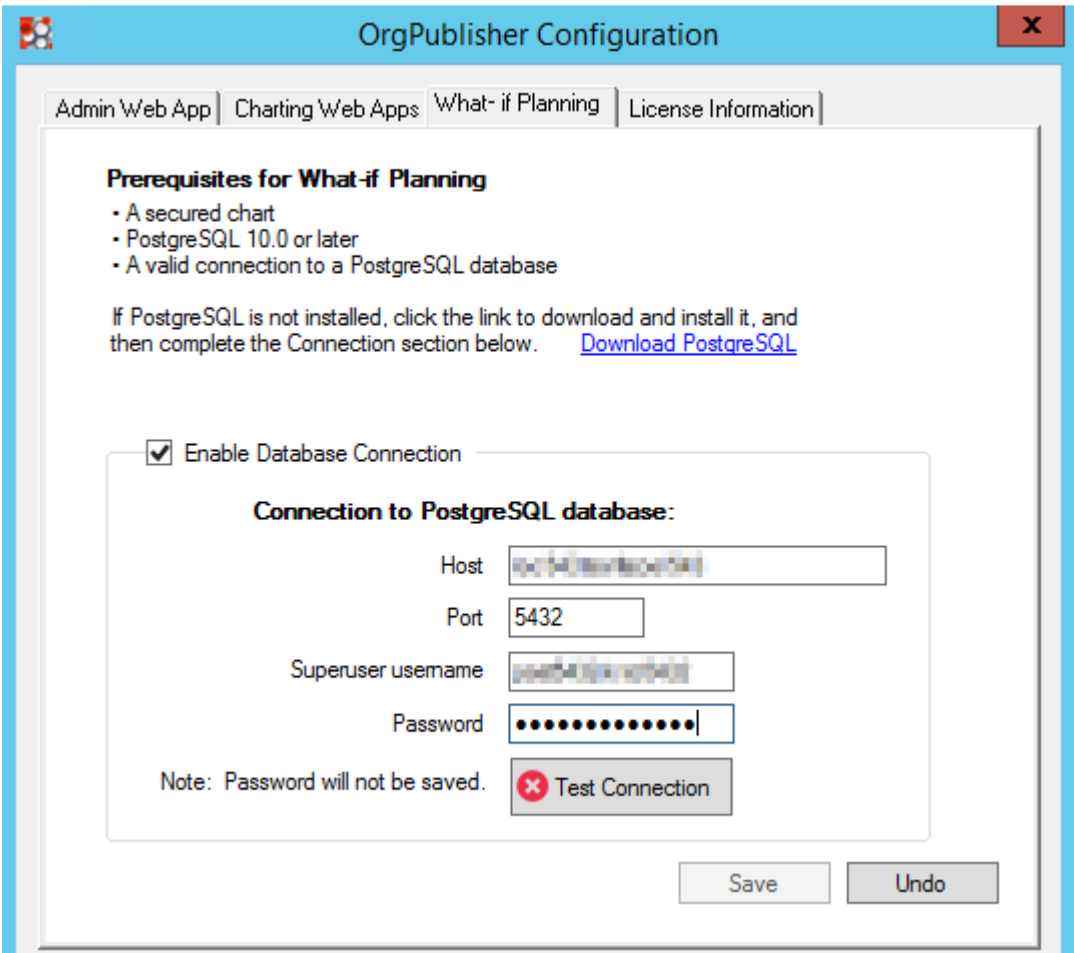 OrgPublisher Configuration
x
Admin Web App
Charting Web Apps
What- if Planning
License Information
Prerequisites for What-if Planning
• A secured chart
• PostgreSQL 10.0 or later
• A valid connection to a PostgreSQL database
If PostgreSQL is not installed, click the link to download and install it, and
then complete the Connection section below. Download PostgreSQL
Enable Database Connection
Connection to PostgreSQL database:
Host
Port 5432
Superuser username
Password •••••••••••••
Note: Password will not be saved. Test Connection
Save Undo